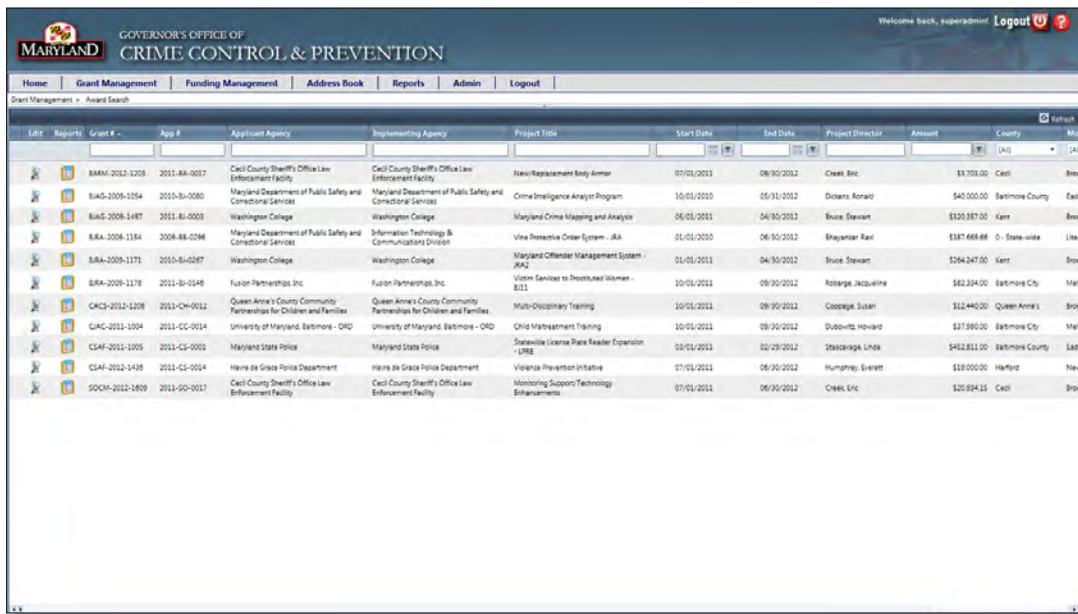 Welcome back, superadmin! Logout
GOVERNOR'S OFFICE OF
MARYLAND CRIME CONTROL & PREVENTION
Home Grant Management Funding Management Address Book Reports Admin Logout
Grant Management > Award Search
Refresh
Edit Reports Grant # App # Applicant Agency Implementing Agency Project Title Start Date End Date Project Director Amount County Mo
[All] [Al
BARM-2012-1203 2011-BA-0017 Cecil County Sheriff's Office Law Enforcement Facility Cecil County Sheriff's Office Law Enforcement Facility New/Replacement Body Armor 07/01/2011 09/30/2012 Creek, Eric $3,703.00 Cecil Bro
BJAG-2009-1054 2010-BJ-0080 Maryland Department of Public Safety and Correctional Services Maryland Department of Public Safety and Correctional Services Crime Intelligence Analyst Program 10/01/2010 05/31/2012 Dickens, Ronald $40,000.00 Baltimore County
BJAG-2009-1497 2011-BJ-0003 Washington College Washington College Maryland Crime Mapping and Analysis 05/01/2011 04/30/2012 Bruce, Stewart $320,357.00 Kent Bro
BJRA-2009-1154 2009-BR-0296 Maryland Department of Public Safety and Correctional Services Information Technology & Communications Division Vine Protective Order System - JRA 01/01/2010 06/30/2012 Bhayankar, Ravi $387,669.66 0 - State-wide
BJRA-2009-1171 2010-BJ-0267 Washington College Washington College Maryland Offender Management System - JRA2 01/01/2011 04/30/2012 Bruce, Stewart $264,247.00 Kent Bro
BJRA-2009-1178 2011-BJ-0146 Fusion Partnerships, Inc. Fusion Partnerships, Inc. Victim Services to Prostituted Women - BJ11 10/01/2011 09/30/2012 Robarge, Jacqueline $82,334.00 Baltimore City Mer
CACS-2012-1208 2011-CH-0012 Queen Anne's County Community Partnerships for Children and Families Queen Anne's County Community Partnerships for Children and Families Multi-Disciplinary Training 10/01/2011 09/30/2012 Coppage, Susan $12,440.00 Queen Anne's Bro
CJAC-2011-1004 2011-CC-0014 University of Maryland, Baltimore - ORD University of Maryland, Baltimore - ORD Child Maltreatment Training 10/01/2011 09/30/2012 Dubowitz, Howard $37,980.00 Baltimore City Mer
CSAF-2011-1005 2011-CS-0001 Maryland State Police Maryland State Police Statewide License Plate Reader Expansion - LPRE 03/01/2011 02/29/2012 Stascavage, Linda $452,811.00 Baltimore County
CSAF-2012-1436 2011-CS-0014 Havre de Grace Police Department Havre de Grace Police Department Violence Prevention Initiative 07/01/2011 06/30/2012 Humphrey, Everett $19,000.00 Harford Nev
SOCM-2012-1609 2011-SO-0017 Cecil County Sheriff's Office Law Enforcement Facility Cecil County Sheriff's Office Law Enforcement Facility Monitoring Support/Technology Enhancements 07/01/2011 06/30/2012 Creek, Eric $20,934.15 Cecil Bro